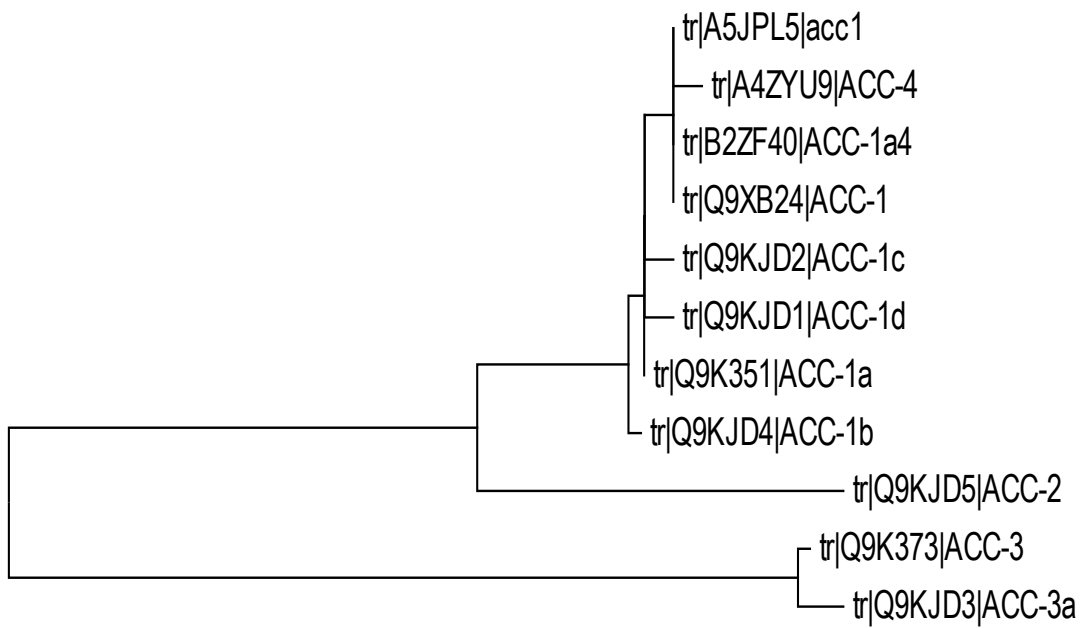 tr|A5JPL5|acc1
tr|A4ZYU9|ACC-4
tr|B2ZF40|ACC-1a4
tr|Q9XB24|ACC-1
tr|Q9KJD2|ACC-1c
tr|Q9KJD1|ACC-1d
tr|Q9K351|ACC-1a
tr|Q9KJD4|ACC-1b
tr|Q9KJD5|ACC-2
tr|Q9K373|ACC-3
tr|Q9KJD3|ACC-3a